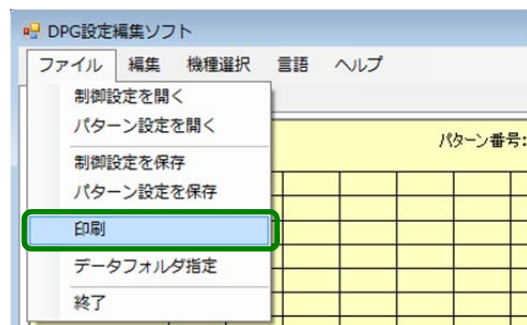 DPG設定編集ソフト
ファイル 編集 機種選択 言語 ヘルプ
制御設定を開く
パターン設定を開く
パターン番号:
制御設定を保存
パターン設定を保存
印刷
データフォルダ指定
終了